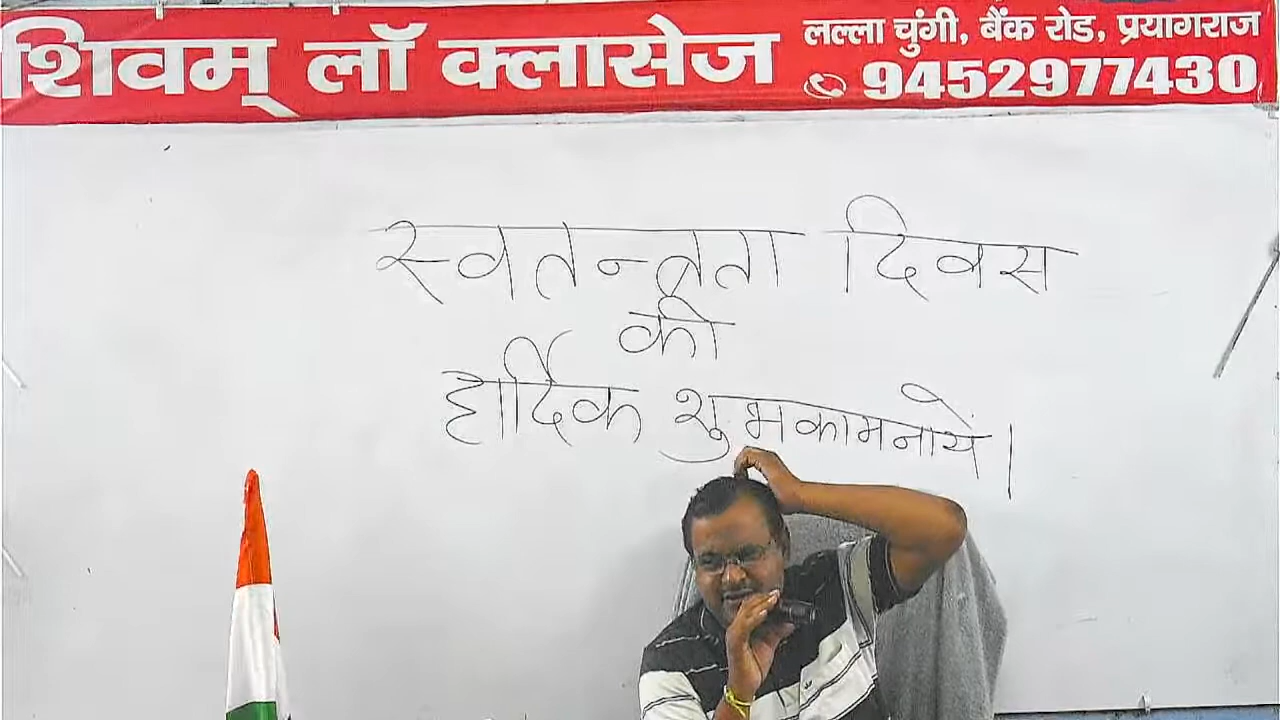 शिवम् लॉ क्लासेज
लल्ला चुंगी, बैंक रोड, प्रयागराज
9452977430
स्वतन्त्रता दिवस
की
हार्दिक शुभकामनायें।